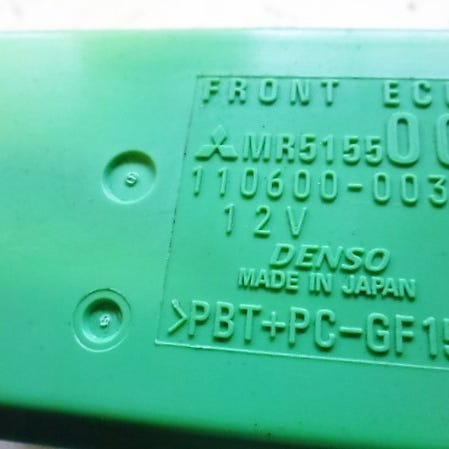 FRONT ECU
MR515500
110600-003
12V
DENSO
MADE IN JAPAN
>PBT+PC-GF15
S
S